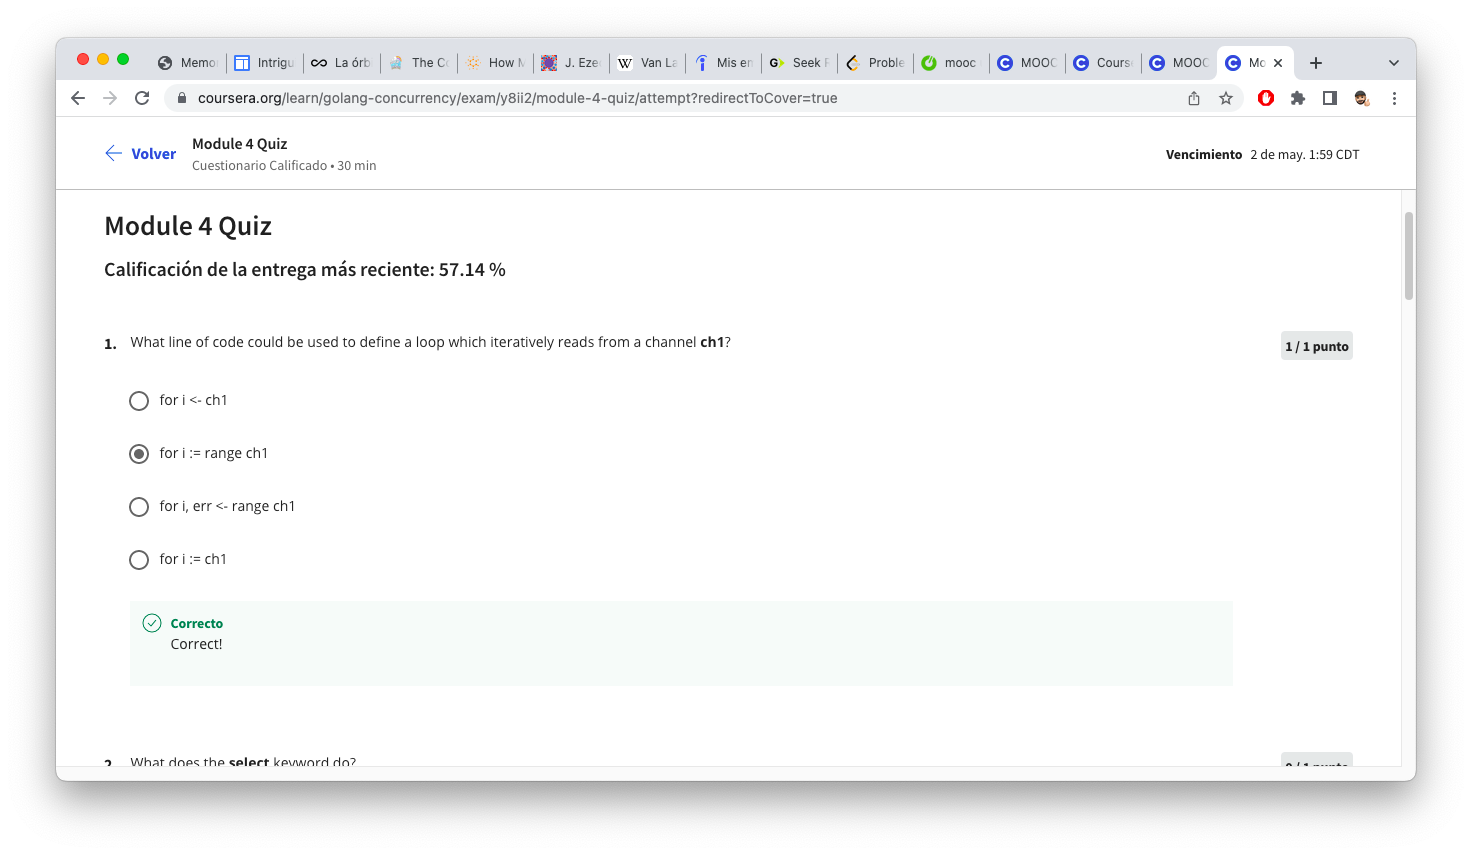 Memo
Intrigu
La órb
The Co
How M
J. Ezec
W
Van La
Mis en
G
Seek
Proble
mooc
MOOC
Cours
MOOC
Mo
coursera.org/learn/golang-concurrency/exam/y8ii2/module-4-quiz/attempt?redirectToCover=true
Volver
Module 4 Quiz
Cuestionario Calificado • 30 min
Vencimiento 2 de may. 1:59 CDT
Module 4 Quiz
Calificación de la entrega más reciente: 57.14 %
1. What line of code could be used to define a loop which iteratively reads from a channel ch1?
1 / 1 punto
for i <- ch1
for i := range ch1
for i, err <- range ch1
for i := ch1
Correcto
Correct!
2. What does the select keyword do?
0 / 1 punto